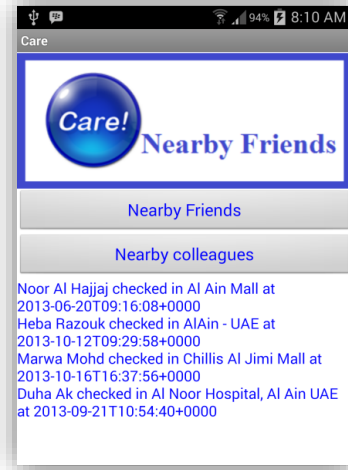 94% 8:10 AM
Care
Care!
Nearby Friends
Nearby Friends
Nearby colleagues
Noor Al Hajjaj checked in Al Ain Mall at
2013-06-20T09:16:08+0000
Heba Razouk checked in AlAin - UAE at
2013-10-12T09:29:58+0000
Marwa Mohd checked in Chillis Al Jimi Mall at
2013-10-16T16:37:56+0000
Duha Ak checked in Al Noor Hospital, Al Ain UAE
at 2013-09-21T10:54:40+0000